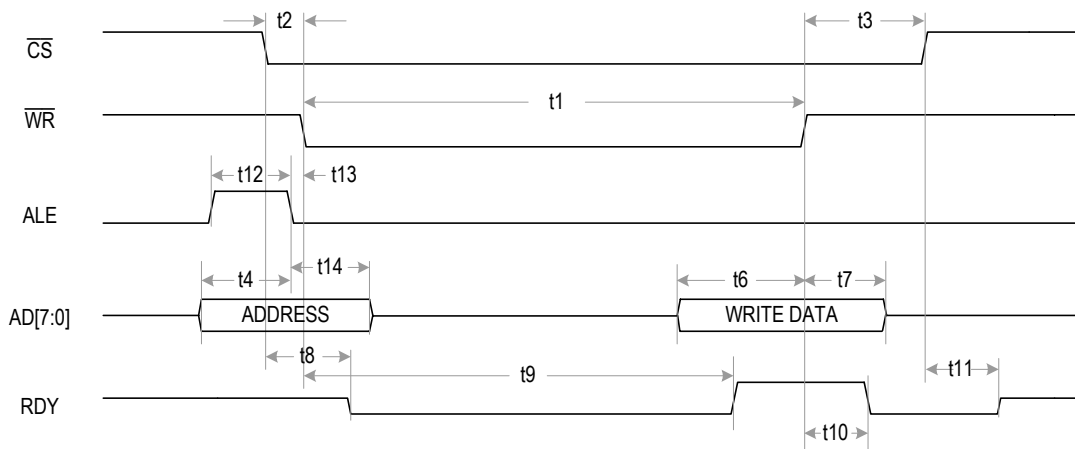 t2
t3
CS
t1
WR
t12
t13
ALE
t4
t14
t6
t7
AD[7:0]
ADDRESS
WRITE DATA
t8
t9
t11
RDY
t10